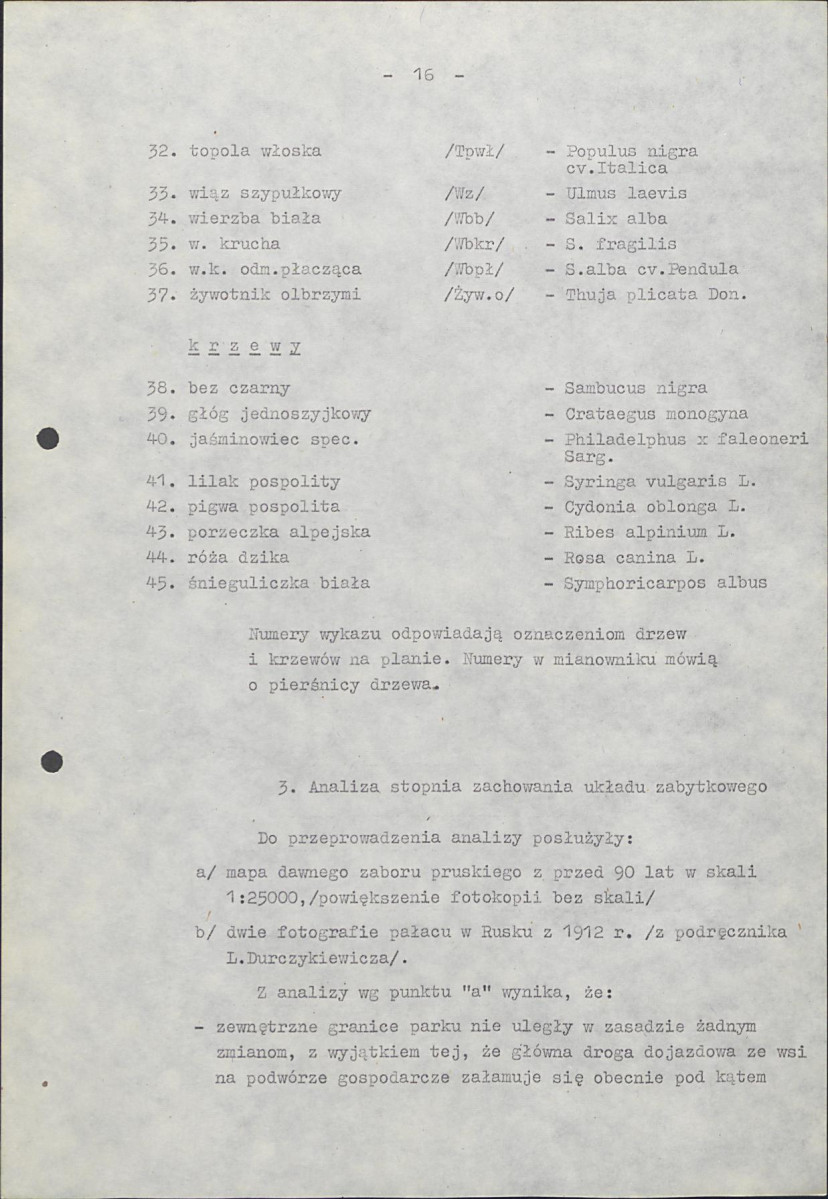 - 16 -
32. topola włoska /Tpwł/ - Populus nigra
cv.Italica
33. wiąz szypułkowy /Wz/ - Ulmus laevis
34. wierzba biała /Wbb/ - Salix alba
35. w. krucha /Wbkr/ - S. fragilis
36. w.k. odm.płacząca /Wbpł/ - S.alba cv.Pendula
37. żywotnik olbrzymi /Żyw.o/ - Thuja plicata Don.
k r z e w y
38. bez czarny - Sambucus nigra
39. głóg jednoszyjkowy - Crataegus monogyna
40. jaśminowiec spec. - Philadelphus x faleoneri
Sarg.
41. lilak pospolity - Syringa vulgaris L.
42. pigwa pospolita - Cydonia oblonga L.
43. porzeczka alpejska - Ribes alpinium L.
44. róża dzika - Rosa canina L.
45. śnieguliczka biała - Symphoricarpos albus
Numery wykazu odpowiadają oznaczeniom drzew
i krzewów na planie. Numery w mianowniku mówią
o pierśnicy drzewa.
3. Analiza stopnia zachowania układu zabytkowego
Do przeprowadzenia analizy posłużyły:
a/ mapa dawnego zaboru pruskiego z przed 90 lat w skali
1:25000,/powiększenie fotokopii bez skali/
b/ dwie fotografie pałacu w Rusku z 1912 r. /z podręcznika
L.Durczykiewicza/.
Z analizy wg punktu "a" wynika, że:
- zewnętrzne granice parku nie uległy w zasadzie żadnym
zmianom, z wyjątkiem tej, że główna droga dojazdowa ze wsi
na podwórze gospodarcze załamuje się obecnie pod kątem